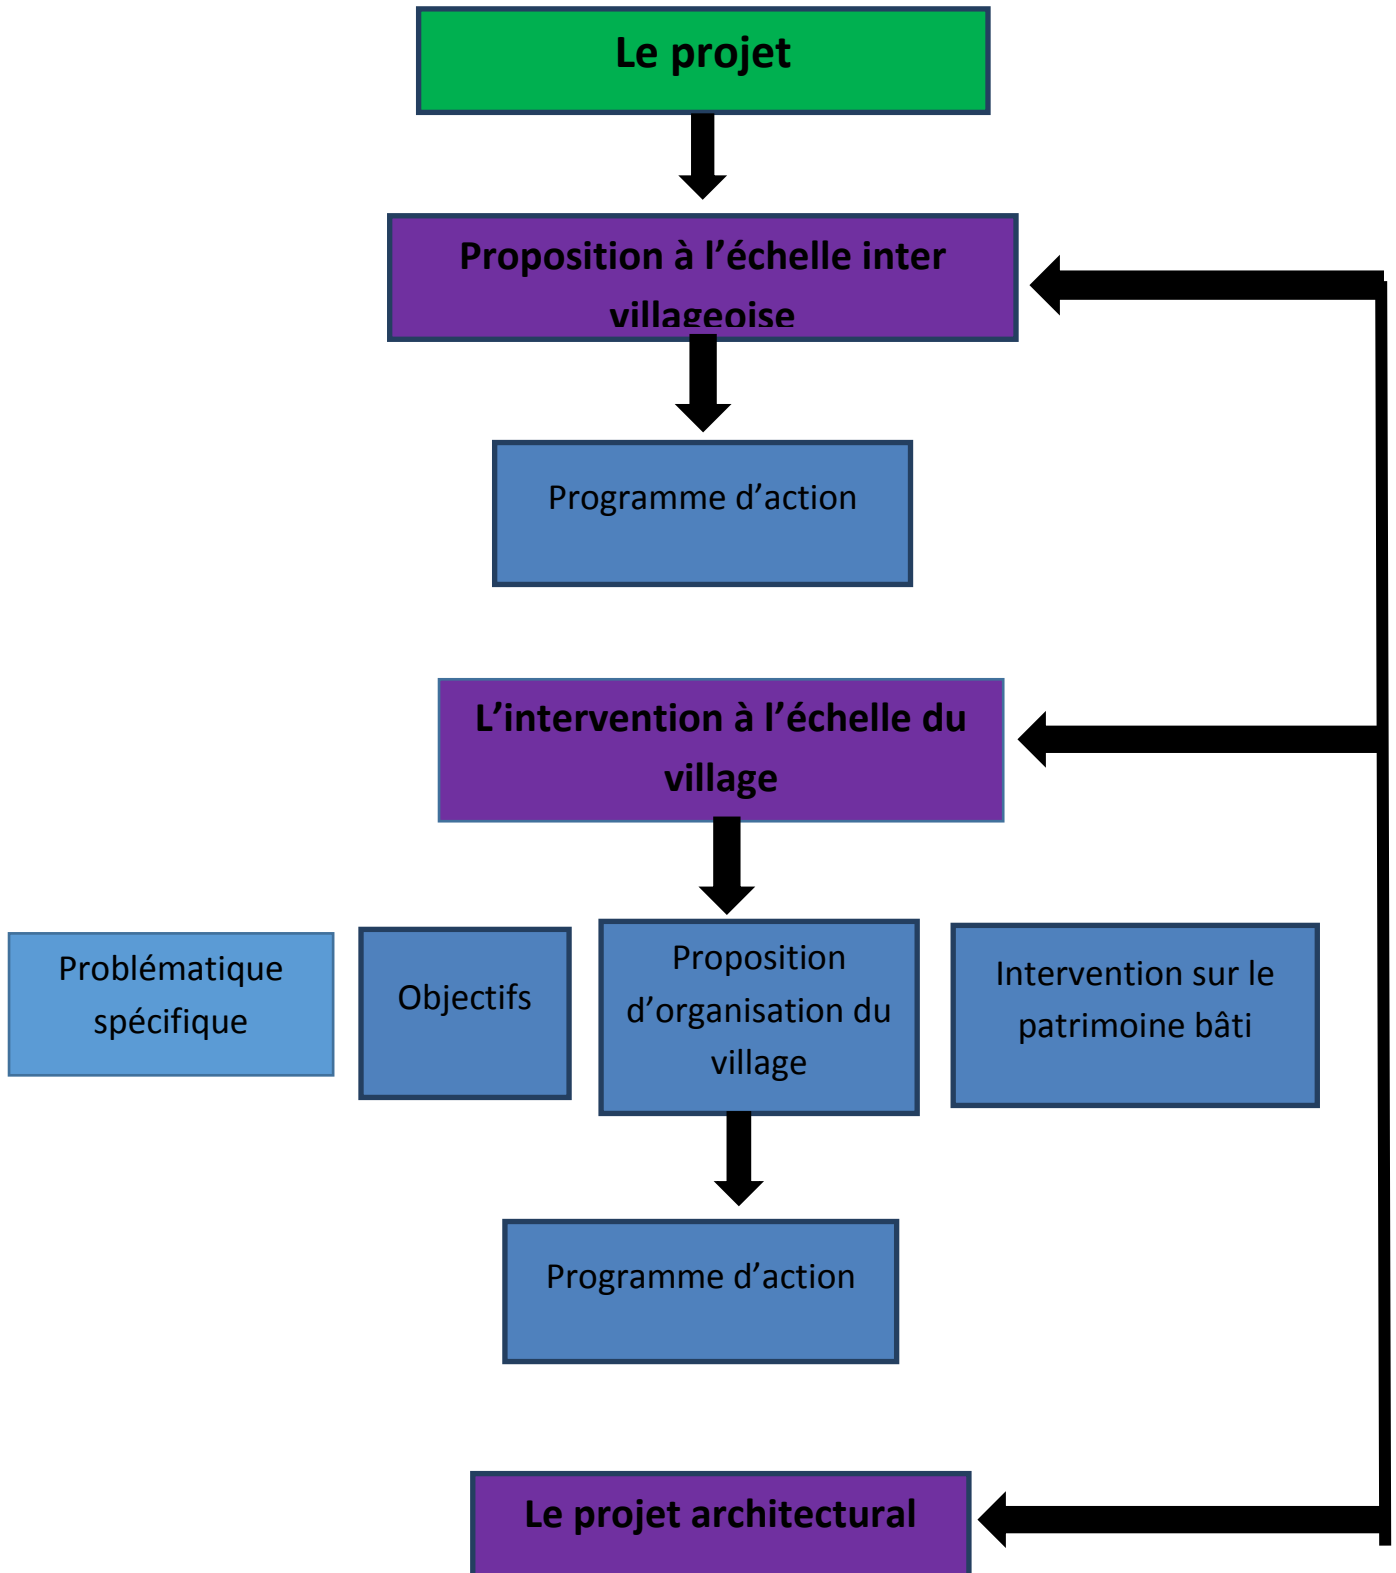 Le projet
Proposition à l’échelle inter
villageoise
Programme d’action
L’intervention à l’échelle du
village
Problématique
spécifique
Objectifs
Proposition
d’organisation du
village
Intervention sur le
patrimoine bâti
Programme d’action
Le projet architectural